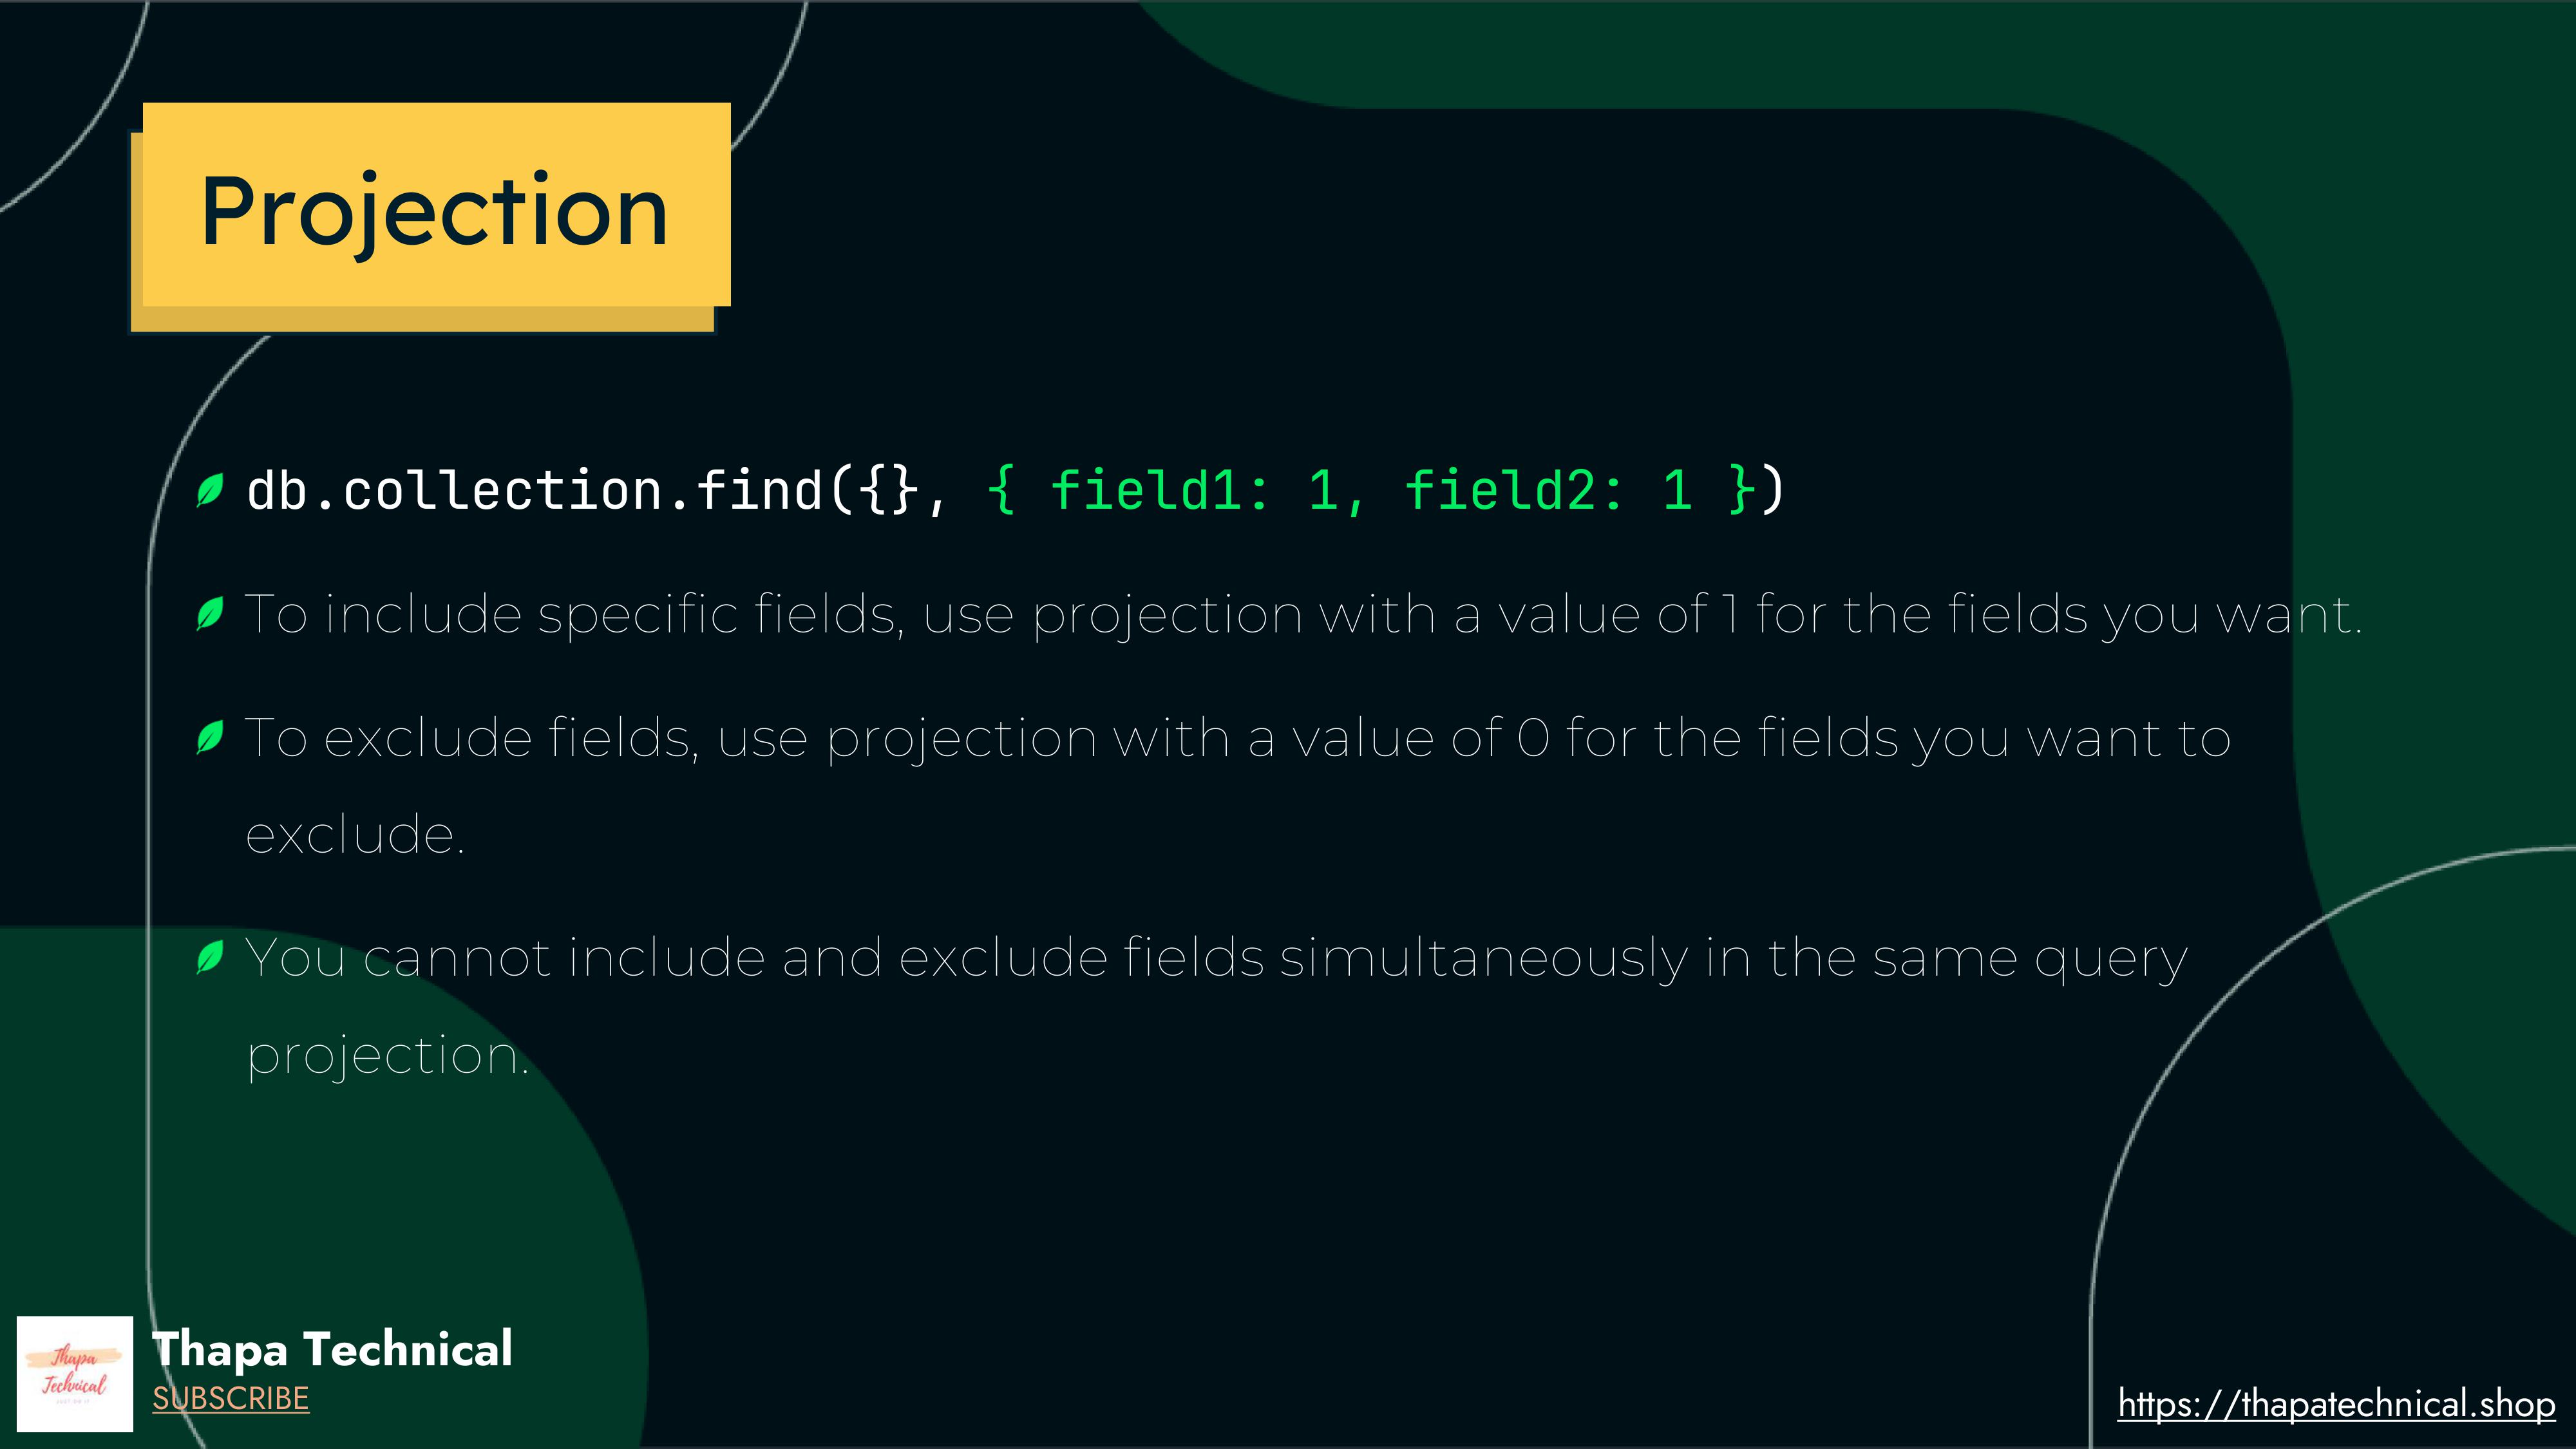 Projection
db.collection.find({}, { field1: 1, field2: 1 })
To include specific fields, use projection with a value of 1 for the fields you want.
To exclude fields, use projection with a value of 0 for the fields you want to
exclude.
You cannot include and exclude fields simultaneously in the same query
projection.
Thapa
Technical
Thapa Technical
SUBSCRIBE
https://thapatechnical.shop